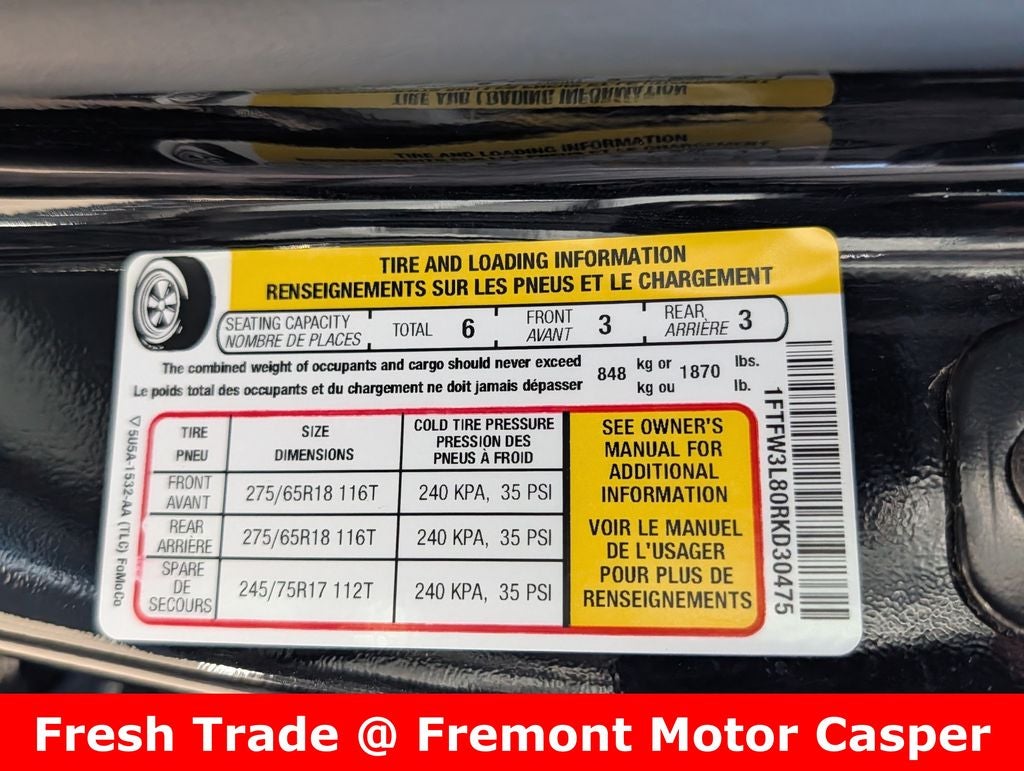 TIRE AND LOADING INFORMATION
TIRE AND LOADING INFORMATION
TIRE AND LOADING INFORMATION
RENSEIGNEMENTS SUR LES PNEUS ET LE CHARGEMENT
SEATING CAPACITY TOTAL 6 FRONT 3 REAR 3
NOMBRE DE PLACES AVANT ARRIÈRE
The combined weight of occupants and cargo should never exceed 848 kg or 1870 lbs.
Le poids total des occupants et du chargement ne doit jamais dépasser kg ou lb.
TIRE SIZE COLD TIRE PRESSURE
PNEU DIMENSIONS PRESSION DES
PNEUS À FROID
FRONT
AVANT 275/65R18 116T 240 KPA, 35 PSI
REAR
ARRIÈRE 275/65R18 116T 240 KPA, 35 PSI
SPARE
DE
SECOURS 245/75R17 112T 240 KPA, 35 PSI
SEE OWNER'S
MANUAL FOR
ADDITIONAL
INFORMATION
VOIR LE MANUEL
DE L'USAGER
POUR PLUS DE
RENSEIGNEMENTS
1FTFW3L80RKD30475
5U5A-1532-AA (TLC) FoMoCo
Fresh Trade @ Fremont Motor Casper